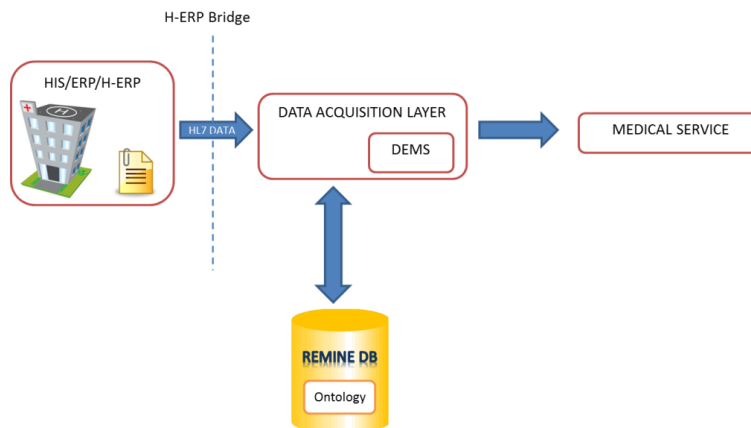 H-ERP Bridge
HIS/ERP/H-ERP
H
HL7 DATA
DATA ACQUISITION LAYER
DEMS
MEDICAL SERVICE
REMINE DB
Ontology